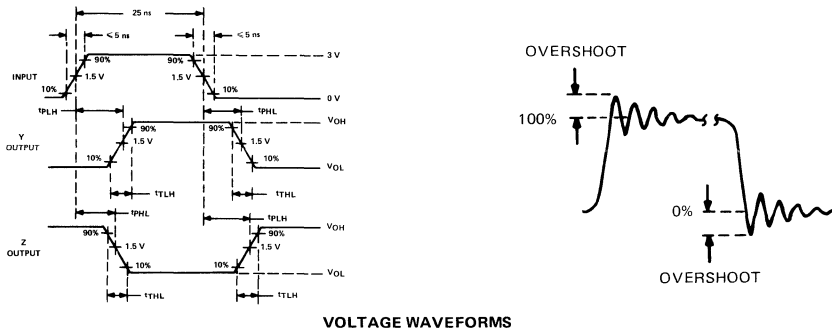 25 ns
≤ 5 ns
≤ 5 ns
90%
90%
3 V
INPUT
1.5 V
1.5 V
10%
10%
0 V
tPLH
tPHL
90%
90%
VOH
Y
OUTPUT
1.5 V
1.5 V
10%
10%
VOL
tTLH
tTHL
tPHL
tPLH
VOH
90%
90%
Z
OUTPUT
1.5 V
1.5 V
10%
10%
VOL
tTHL
tTLH
OVERSHOOT
100%
0%
OVERSHOOT
VOLTAGE WAVEFORMS